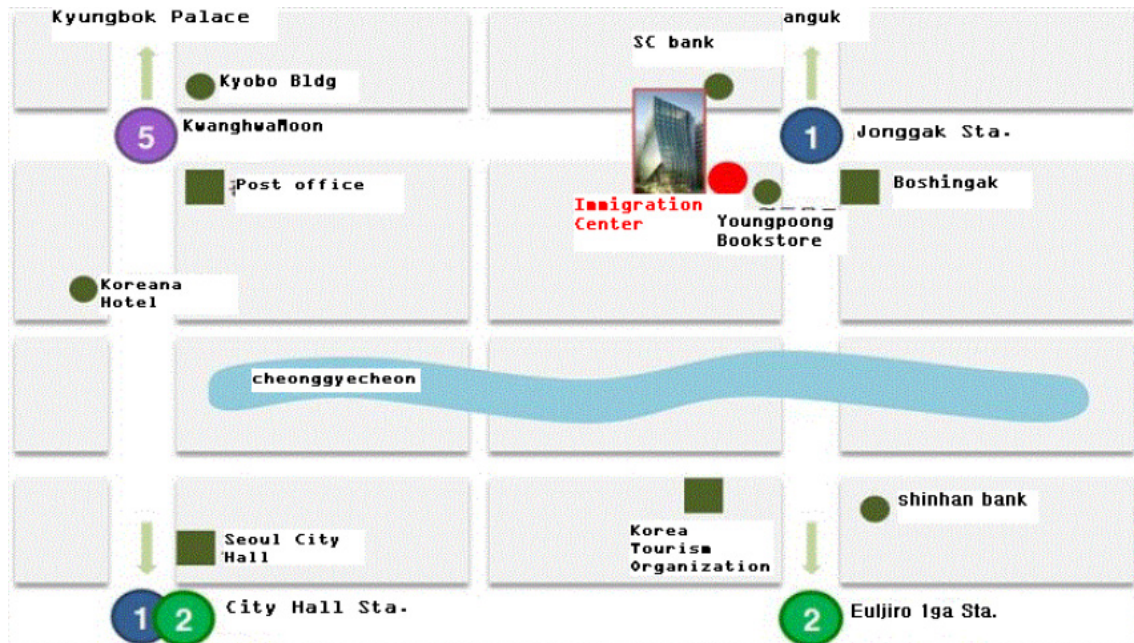 Kyungbok Palace
anguk
SC bank
Kyobo Bldg
5
KwanghwaMoon
1
Jonggak Sta.
Post office
Boshingak
Immigration
Center
Youngpoong
Bookstore
Koreana
Hotel
cheonggyecheon
shinhan bank
Korea
Tourism
Organization
Seoul City
Hall
1
2
City Hall Sta.
2
Euljiro 1ga Sta.